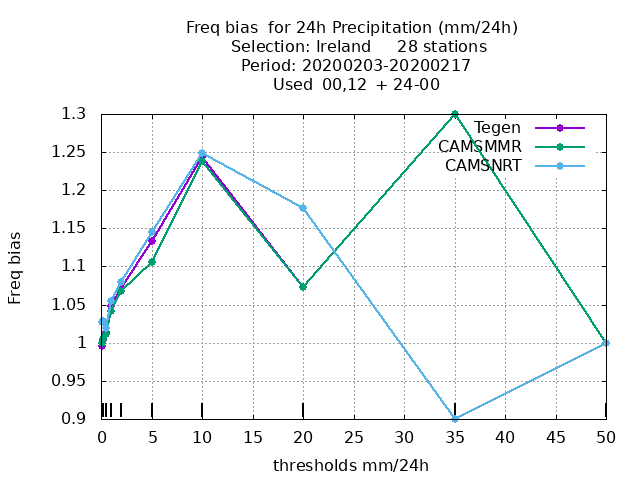 Freq bias  for 24h Precipitation (mm/24h)
Selection: Ireland     28 stations
Period: 20200203-20200217
Used  00,12  + 24-00
1.3
1.25
1.2
1.15
1.1
1.05
1
0.95
0.9
Freq bias
Tegen
CAMSMMR
CAMSNRT
0 5 10 15 20 25 30 35 40 45 50
thresholds mm/24h